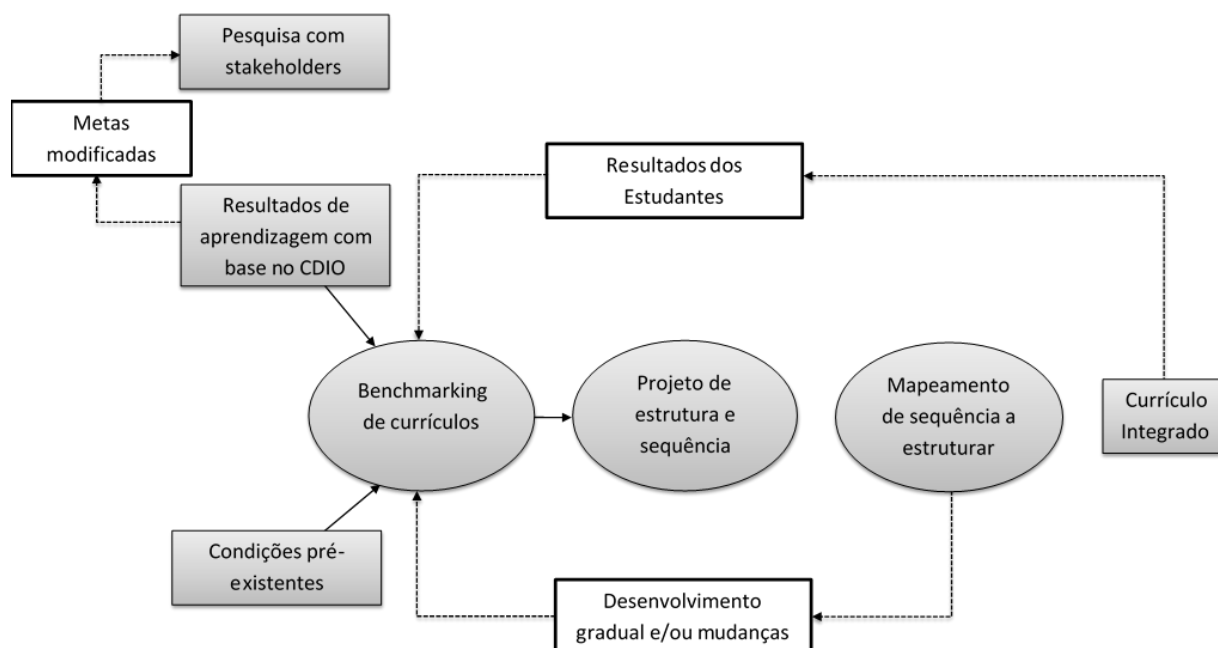 Pesquisa com
stakeholders
Metas
modificadas
Resultados dos
Estudantes
Resultados de
aprendizagem com
base no CDIO
Benchmarking
de currículos
Projeto de
estrutura e
sequência
Mapeamento
de sequência a
estruturar
Currículo
Integrado
Condições pré-
existentes
Desenvolvimento
gradual e/ou mudanças